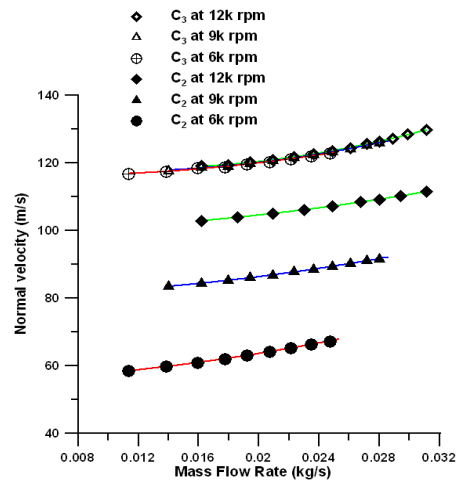 C3 at 12k rpm
C3 at 9k rpm
C3 at 6k rpm
C2 at 12k rpm
C2 at 9k rpm
C2 at 6k rpm
140
120
100
80
60
40
Normal velocity (m/s)
0.008 0.012 0.016 0.02 0.024 0.028 0.032
Mass Flow Rate (kg/s)